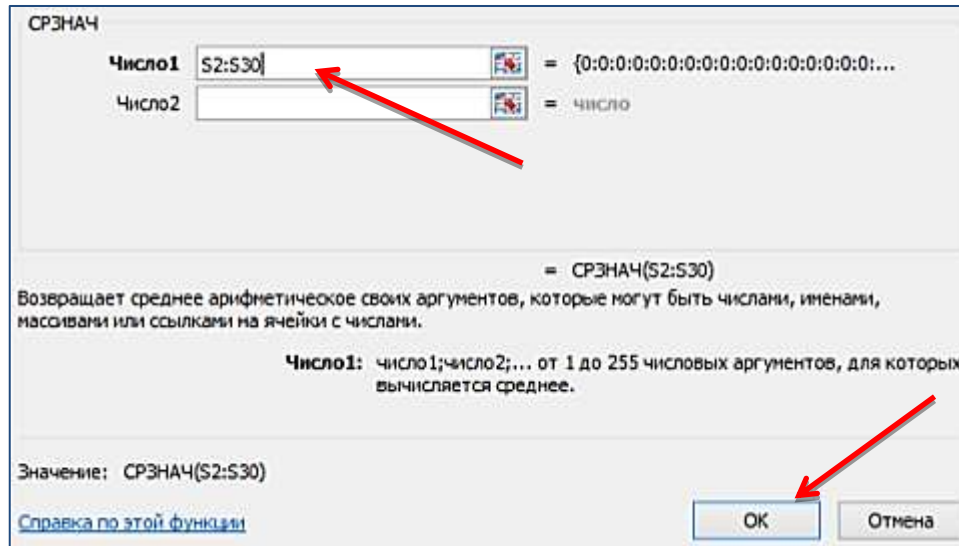 СРЗНАЧ
Число1 S2:S30 = {0:0:0:0:0:0:0:0:0:0:0:0:0:0:0:0:0:...
Число2 = число
= СРЗНАЧ(S2:S30)
Возвращает среднее арифметическое своих аргументов, которые могут быть числами, именами,
массивами или ссылками на ячейки с числами.
Число1: число1;число2;... от 1 до 255 числовых аргументов, для которых
вычисляется среднее.
Значение: СРЗНАЧ(S2:S30)
Справка по этой функции
ОК
Отмена